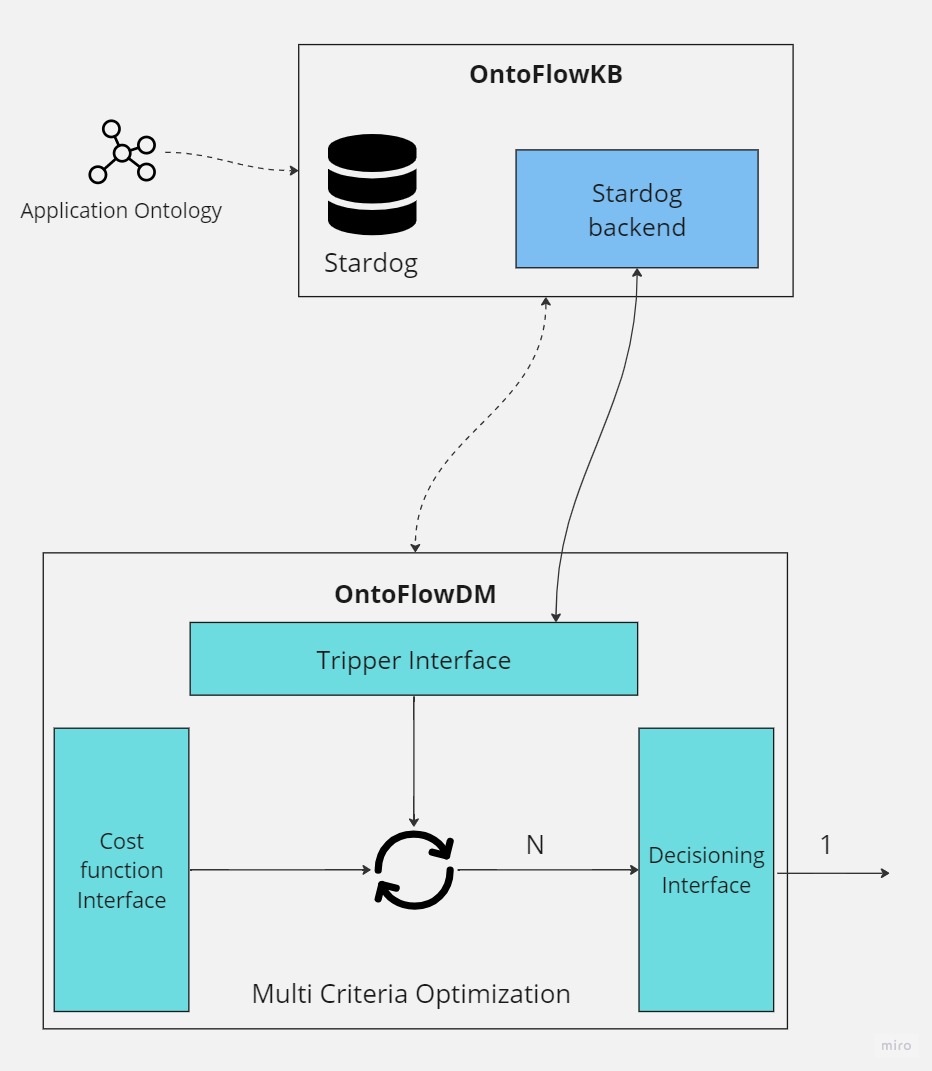 OntoFlowKB
Application Ontology
Stardog
Stardog
backend
OntoFlowDM
Tripper Interface
Cost
function
Interface
N
Decisioning
Interface
1
Multi Criteria Optimization
miro